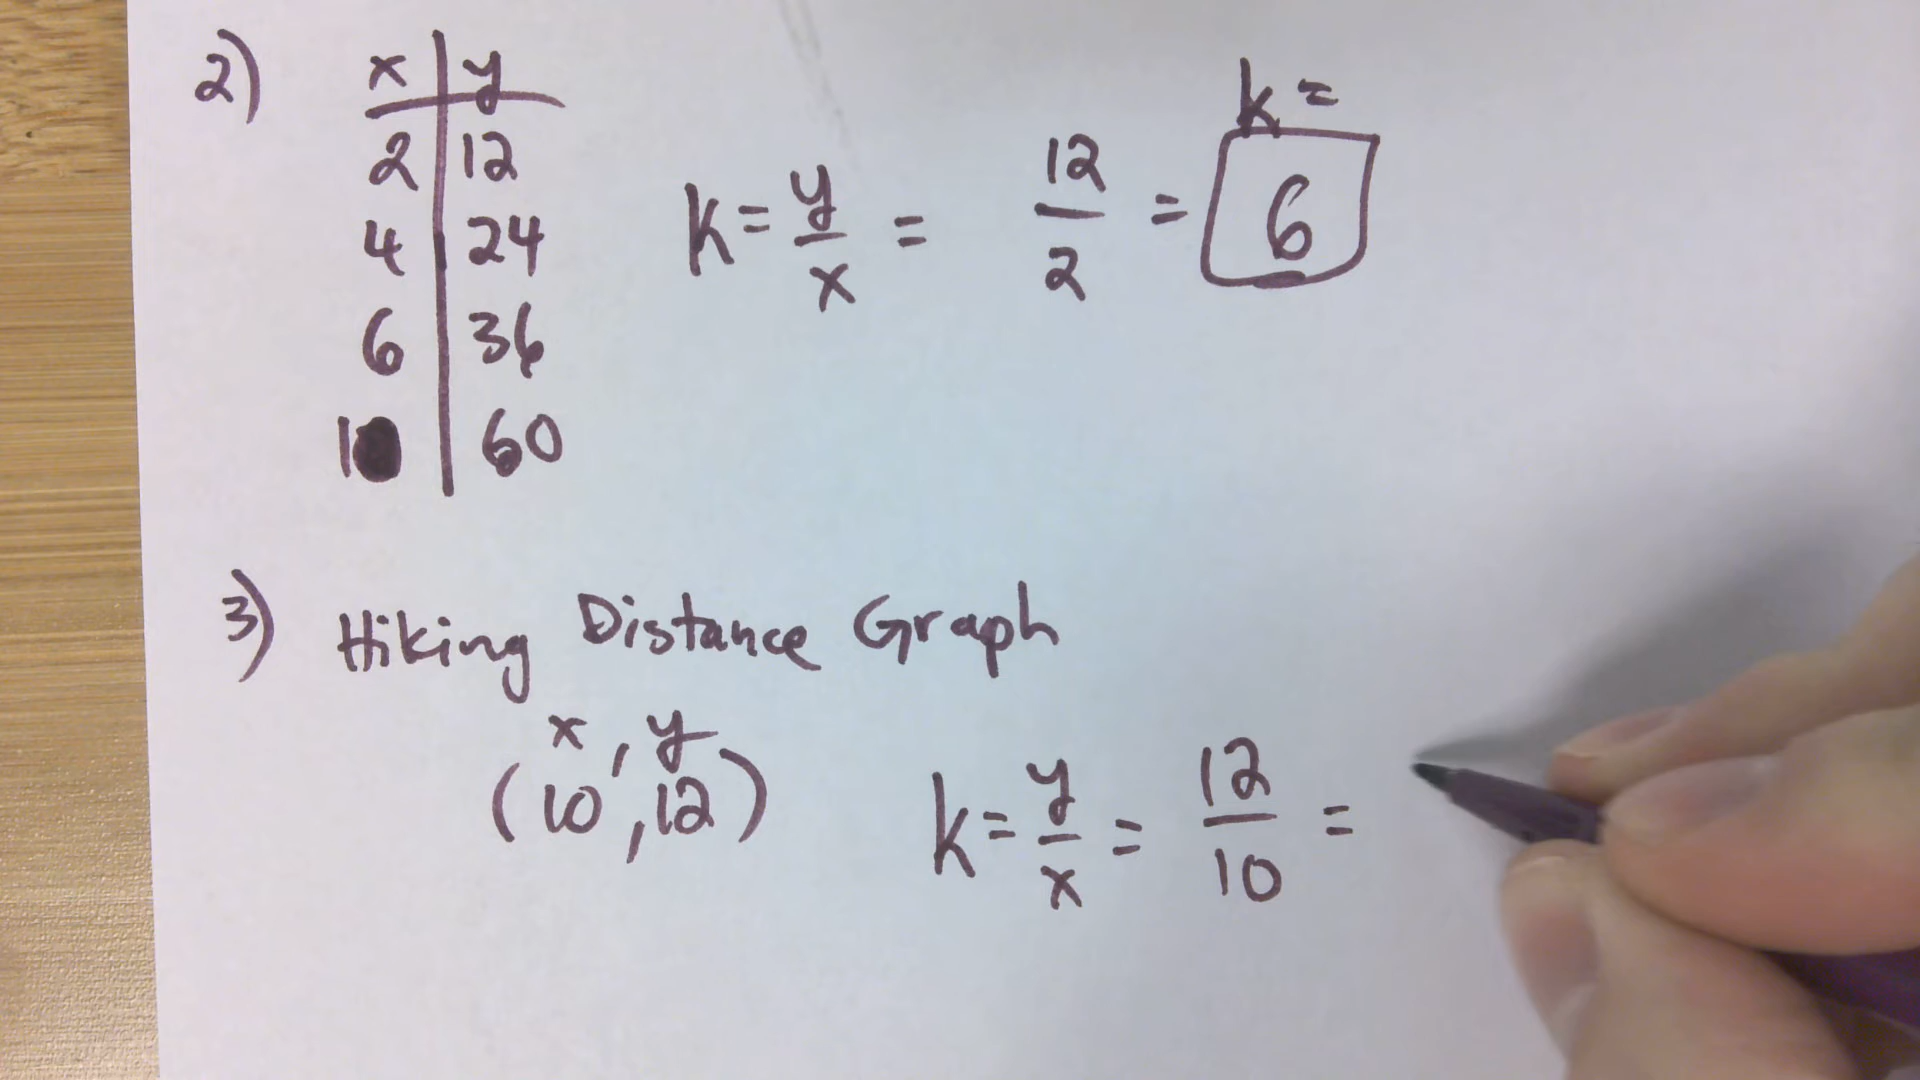 2)
x y
2 12
4 24
6 36
10 60
k = y/x = 12/2 = 6
k =
3) Hiking Distance Graph
x, y
(10, 12)
k = y/x = 12/10 =